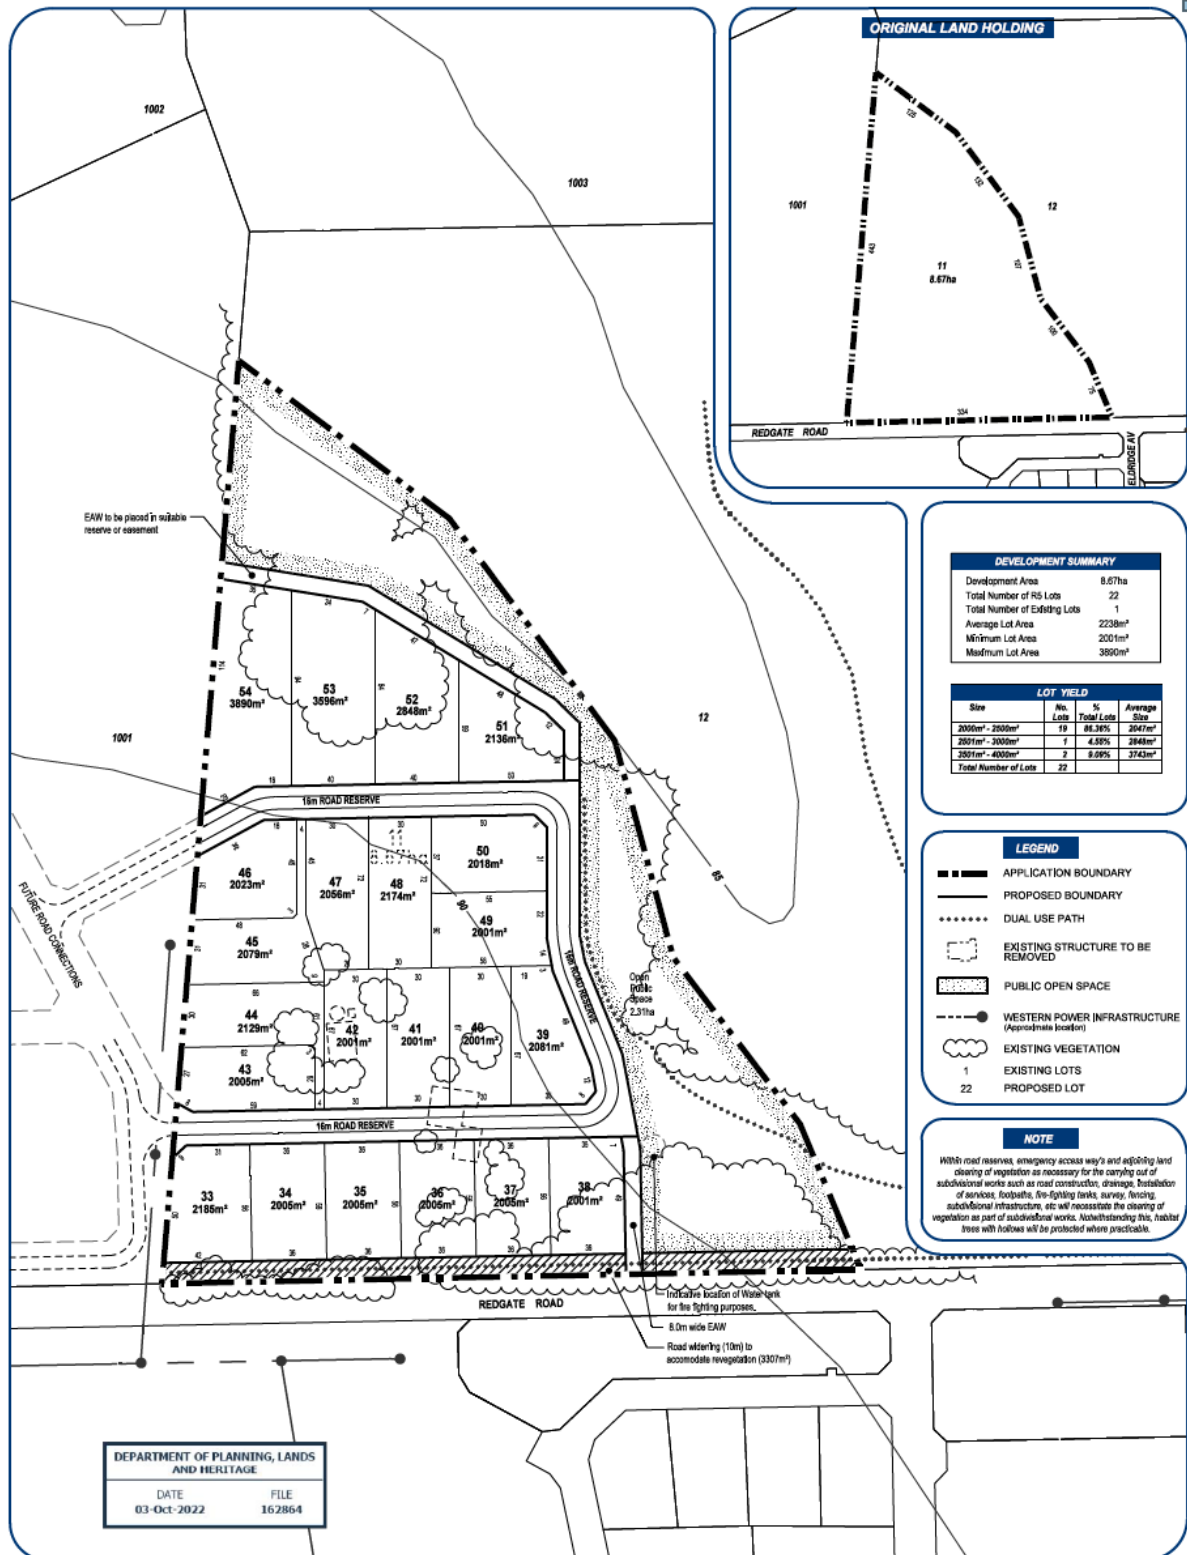 ORIGINAL LAND HOLDING
1001
12
11
8.67ha
125
132
107
100
75
443
334
REDGATE ROAD
ELDRIDGE AV
1002
1003
1001
12
EAW to be placed in suitable
reserve or easement
54
3890m²
53
3596m²
52
2848m²
51
2136m²
16m ROAD RESERVE
46
2023m²
47
2056m²
48
2174m²
50
2018m²
49
2001m²
45
2079m²
44
2129m²
43
2005m²
42
2001m²
41
2001m²
40
2001m²
39
2081m²
16m ROAD RESERVE
16m ROAD RESERVE
90
85
Open
Public
Space
2.31ha
FUTURE ROAD CONNECTIONS
33
2185m²
34
2005m²
35
2005m²
36
2005m²
37
2005m²
38
2001m²
REDGATE ROAD
Indicative location of Water tank
for fire fighting purposes.
8.0m wide EAW
Road widening (10m) to
accomodate revegetation (3307m²)
DEVELOPMENT SUMMARY
Development Area 8.67ha
Total Number of R5 Lots 22
Total Number of Existing Lots 1
Average Lot Area 2238m²
Minimum Lot Area 2001m²
Maximum Lot Area 3890m²
LOT YIELD
Size No. Lots % Total Lots Average Size
2000m² - 2500m² 19 86.36% 2047m²
2501m² - 3000m² 1 4.55% 2848m²
3501m² - 4000m² 2 9.09% 3743m²
Total Number of Lots 22
LEGEND
APPLICATION BOUNDARY
PROPOSED BOUNDARY
DUAL USE PATH
EXISTING STRUCTURE TO BE
REMOVED
PUBLIC OPEN SPACE
WESTERN POWER INFRASTRUCTURE
(Approximate location)
EXISTING VEGETATION
1 EXISTING LOTS
22 PROPOSED LOT
NOTE
Within road reserves, emergency access way's and adjoining land
clearing of vegetation as necessary for the carrying out of
subdivisional works such as road construction, drainage, installation
of services, footpaths, fire-fighting tanks, survey, fencing,
subdivisional infrastructure, etc will necessitate the clearing of
vegetation as part of subdivisional works. Notwithstanding this, habitat
trees with hollows will be protected where practicable.
DEPARTMENT OF PLANNING, LANDS
AND HERITAGE
DATE FILE
03-Oct-2022 162864